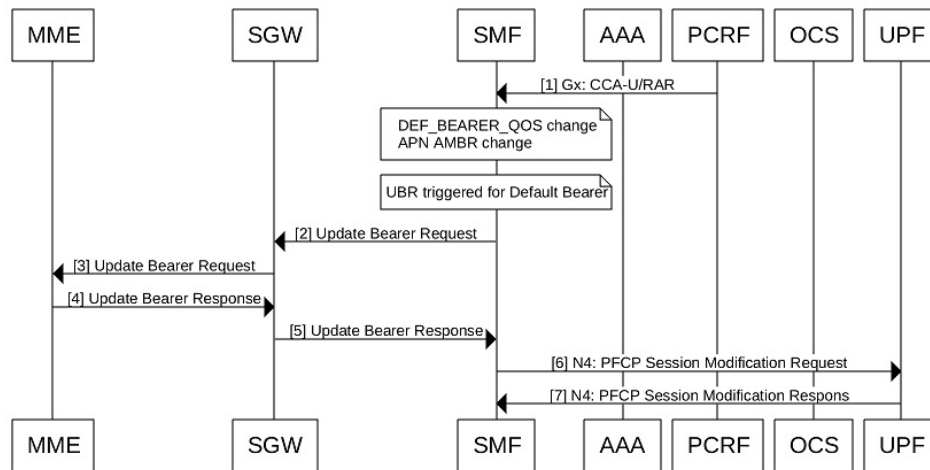 MME SGW SMF AAA PCRF OCS UPF
[1] Gx: CCA-U/RAR
DEF_BEARER_QOS change
APN AMBR change
UBR triggered for Default Bearer
[2] Update Bearer Request
[3] Update Bearer Request
[4] Update Bearer Response
[5] Update Bearer Response
[6] N4: PFCP Session Modification Request
[7] N4: PFCP Session Modification Respons
MME SGW SMF AAA PCRF OCS UPF